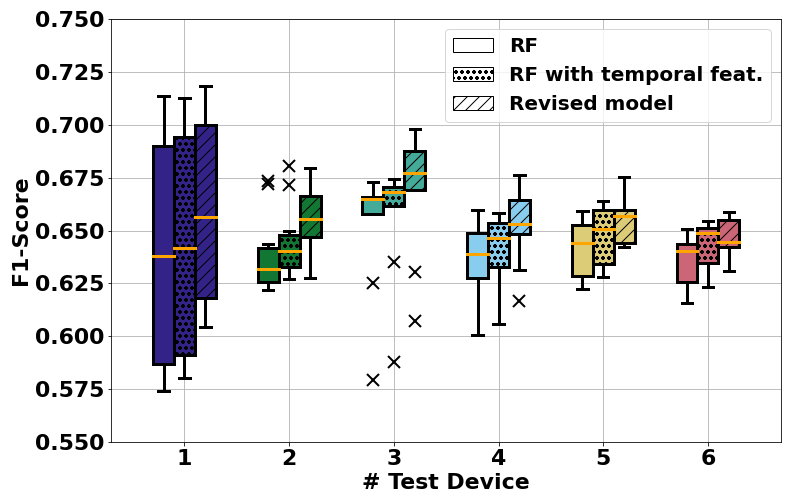 0.750
0.725
0.700
0.675
0.650
0.625
0.600
0.575
0.550
F1-Score
RF
RF with temporal feat.
Revised model
1 2 3 4 5 6
# Test Device